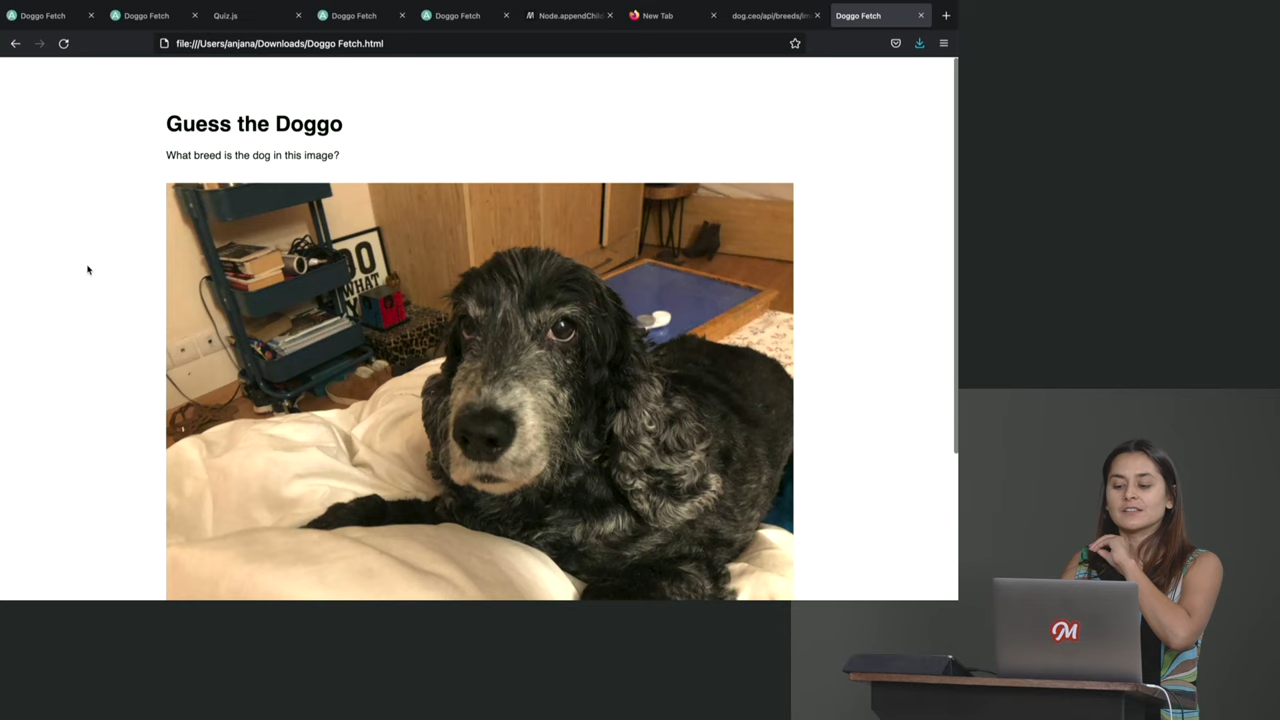 Doggo Fetch
Doggo Fetch
Quiz.js
Doggo Fetch
Doggo Fetch
Node.appendChild
New Tab
dog.ceo/api/breeds/im
Doggo Fetch
file:///Users/anjana/Downloads/Doggo Fetch.html
Guess the Doggo
What breed is the dog in this image?
DO
WHAT
M